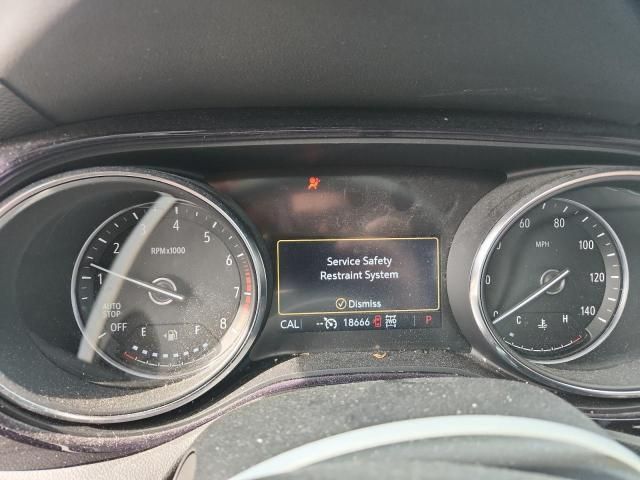 1 2 3 4 5 6 7 8
RPM x1000
AUTO
STOP
OFF
E F
Service Safety
Restraint System
Dismiss
CAL -- 18666 P
0 60 80 100 120 140
MPH
C H